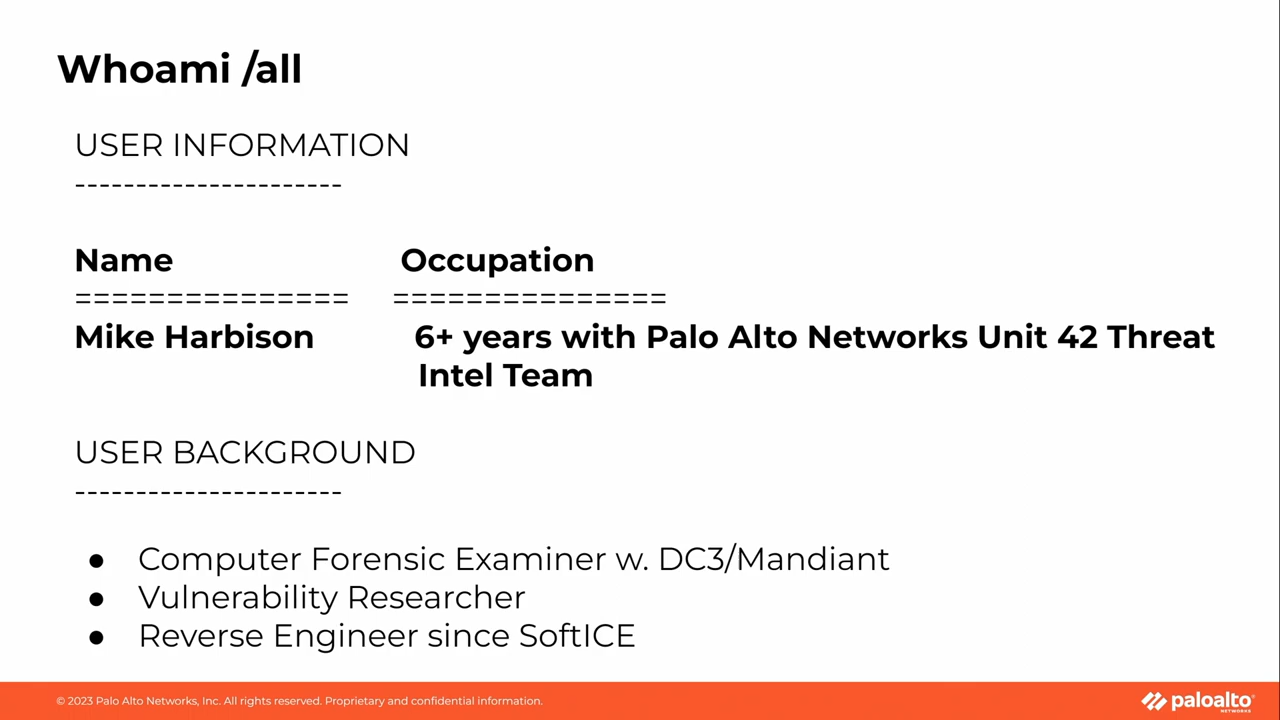 Whoami /all
USER INFORMATION
----------------------
Name Occupation
=============== ===============
Mike Harbison 6+ years with Palo Alto Networks Unit 42 Threat
Intel Team
USER BACKGROUND
----------------------
● Computer Forensic Examiner w. DC3/Mandiant
● Vulnerability Researcher
● Reverse Engineer since SoftICE
© 2023 Palo Alto Networks, Inc. All rights reserved. Proprietary and confidential information.
paloalto
NETWORKS